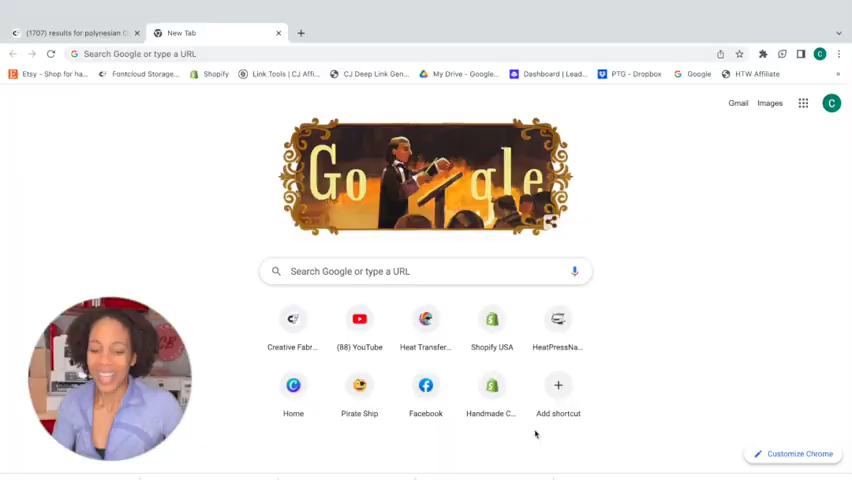 (1707) results for polynesian
New Tab
Search Google or type a URL
Etsy - Shop for ha...
Fontcloud Storage...
Shopify
Link Tools | CJ Affi...
CJ Deep Link Gen...
My Drive - Google...
Dashboard | Lead...
PTG - Dropbox
Google
HTW Affiliate
Gmail
Images
C
Google
Search Google or type a URL
Creative Fabr...
(88) YouTube
Heat Transfer...
Shopify USA
HeatPressNa...
Home
Pirate Ship
Facebook
Handmade C...
Add shortcut
Customize Chrome